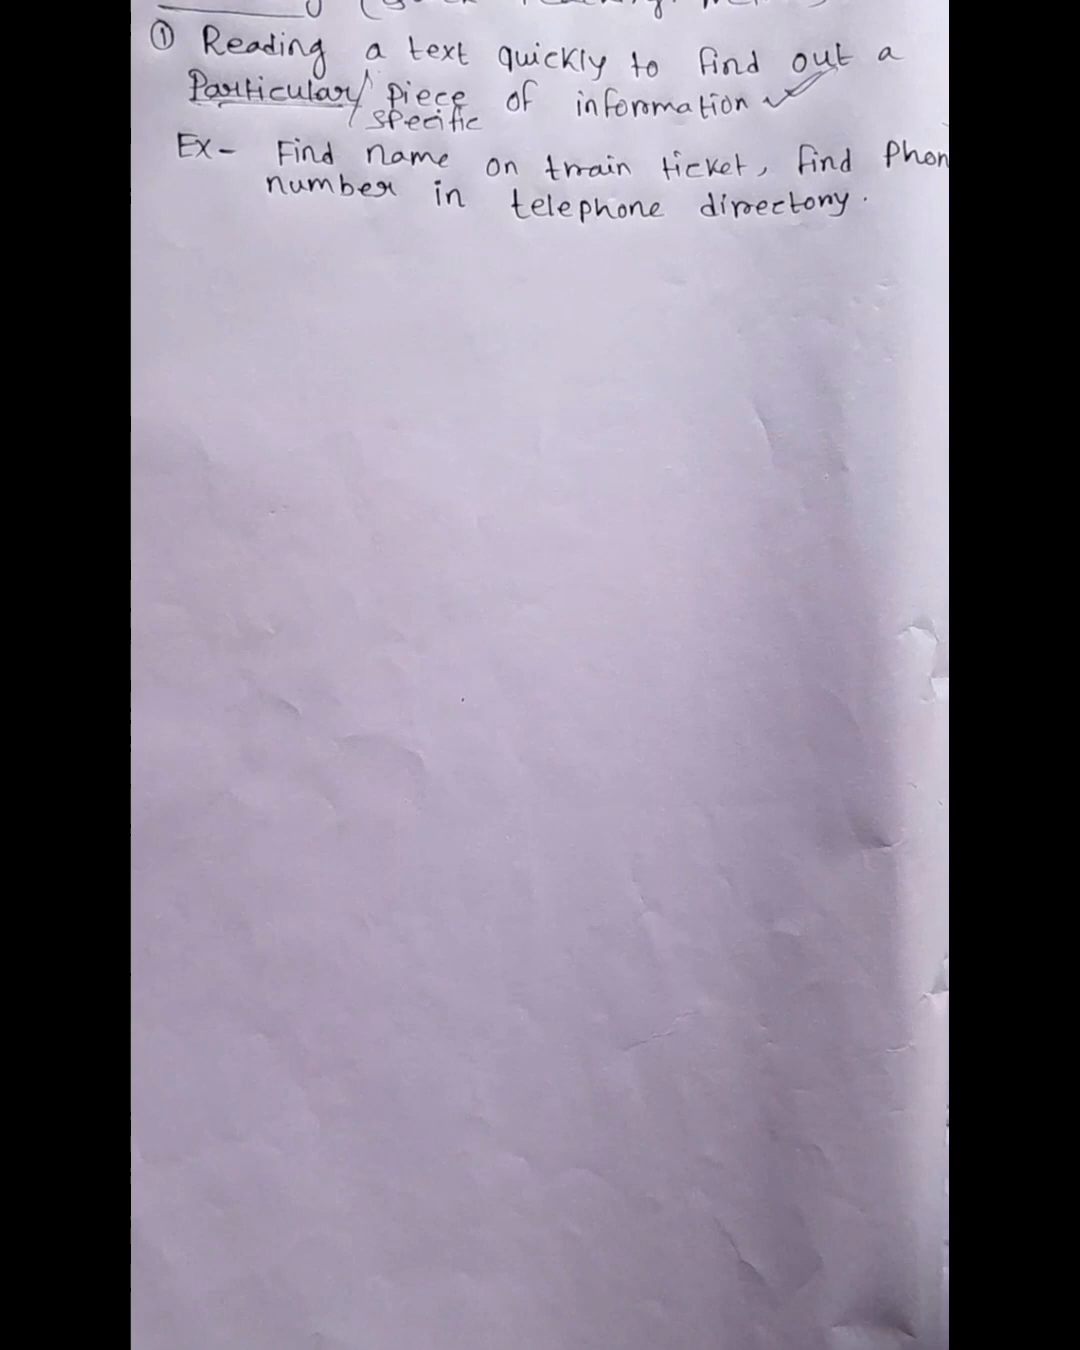 ① Reading a text quickly to find out a
Particular/ piece of information ✓
specific
Ex- Find name on train ticket, find Phon
number in telephone directory.